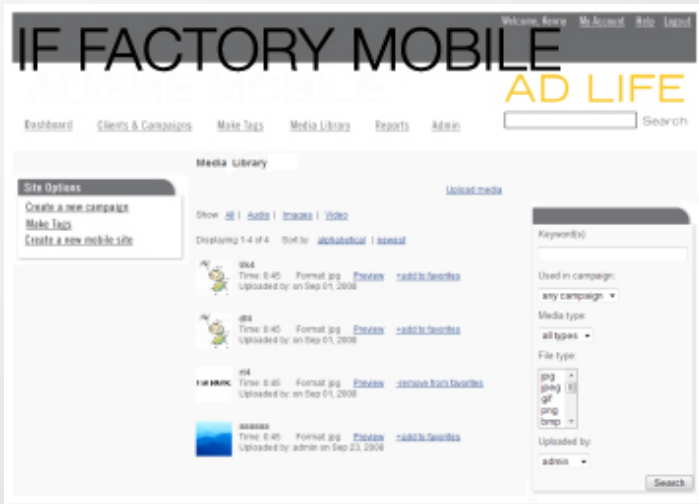 Welcome, Kenny My Account Help Logout
IF FACTORY MOBILE
AUGME MOBILE
AD LIFE
Dashboard Clients & Campaigns Make Tags Media Library Reports Admin
Search
Media Library
Site Options
Create a new campaign
Make Tags
Create a new mobile site
Upload media
Show All | Audio | Images | Video
Displaying 1-4 of 4 Sort by alphabetical | newest
Time: 0:45 Format jpg Preview +add to favorites
Uploaded by: on Sep 01, 2008
Time: 0:45 Format jpg Preview +add to favorites
Uploaded by: on Sep 01, 2008
Time: 0:45 Format jpg Preview -remove from favorites
Uploaded by: on Sep 01, 2008
aaaaaa
Time: 0:45 Format jpg Preview +add to favorites
Uploaded by: admin on Sep 23, 2008
Keyword(s)
Used in campaign:
any campaign
Media type:
all types
File type:
jpg
jpeg
gif
png
bmp
Uploaded by:
admin
Search